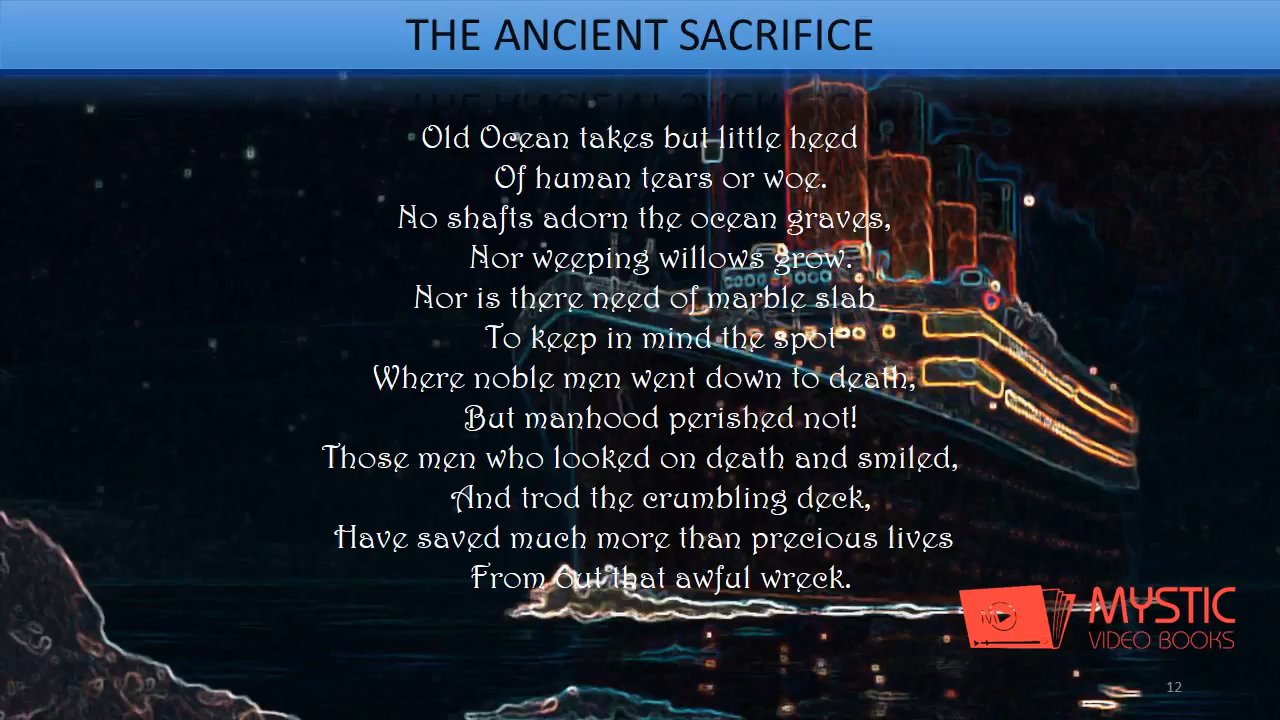 THE ANCIENT SACRIFICE
Old Ocean takes but little heed
Of human tears or woe.
No shafts adorn the ocean graves,
Nor weeping willows grow.
Nor is there need of marble slab
To keep in mind the spot
Where noble men went down to death,
But manhood perished not!
Those men who looked on death and smiled,
And trod the crumbling deck,
Have saved much more than precious lives
From out that awful wreck.
MYSTIC
VIDEO BOOKS
12